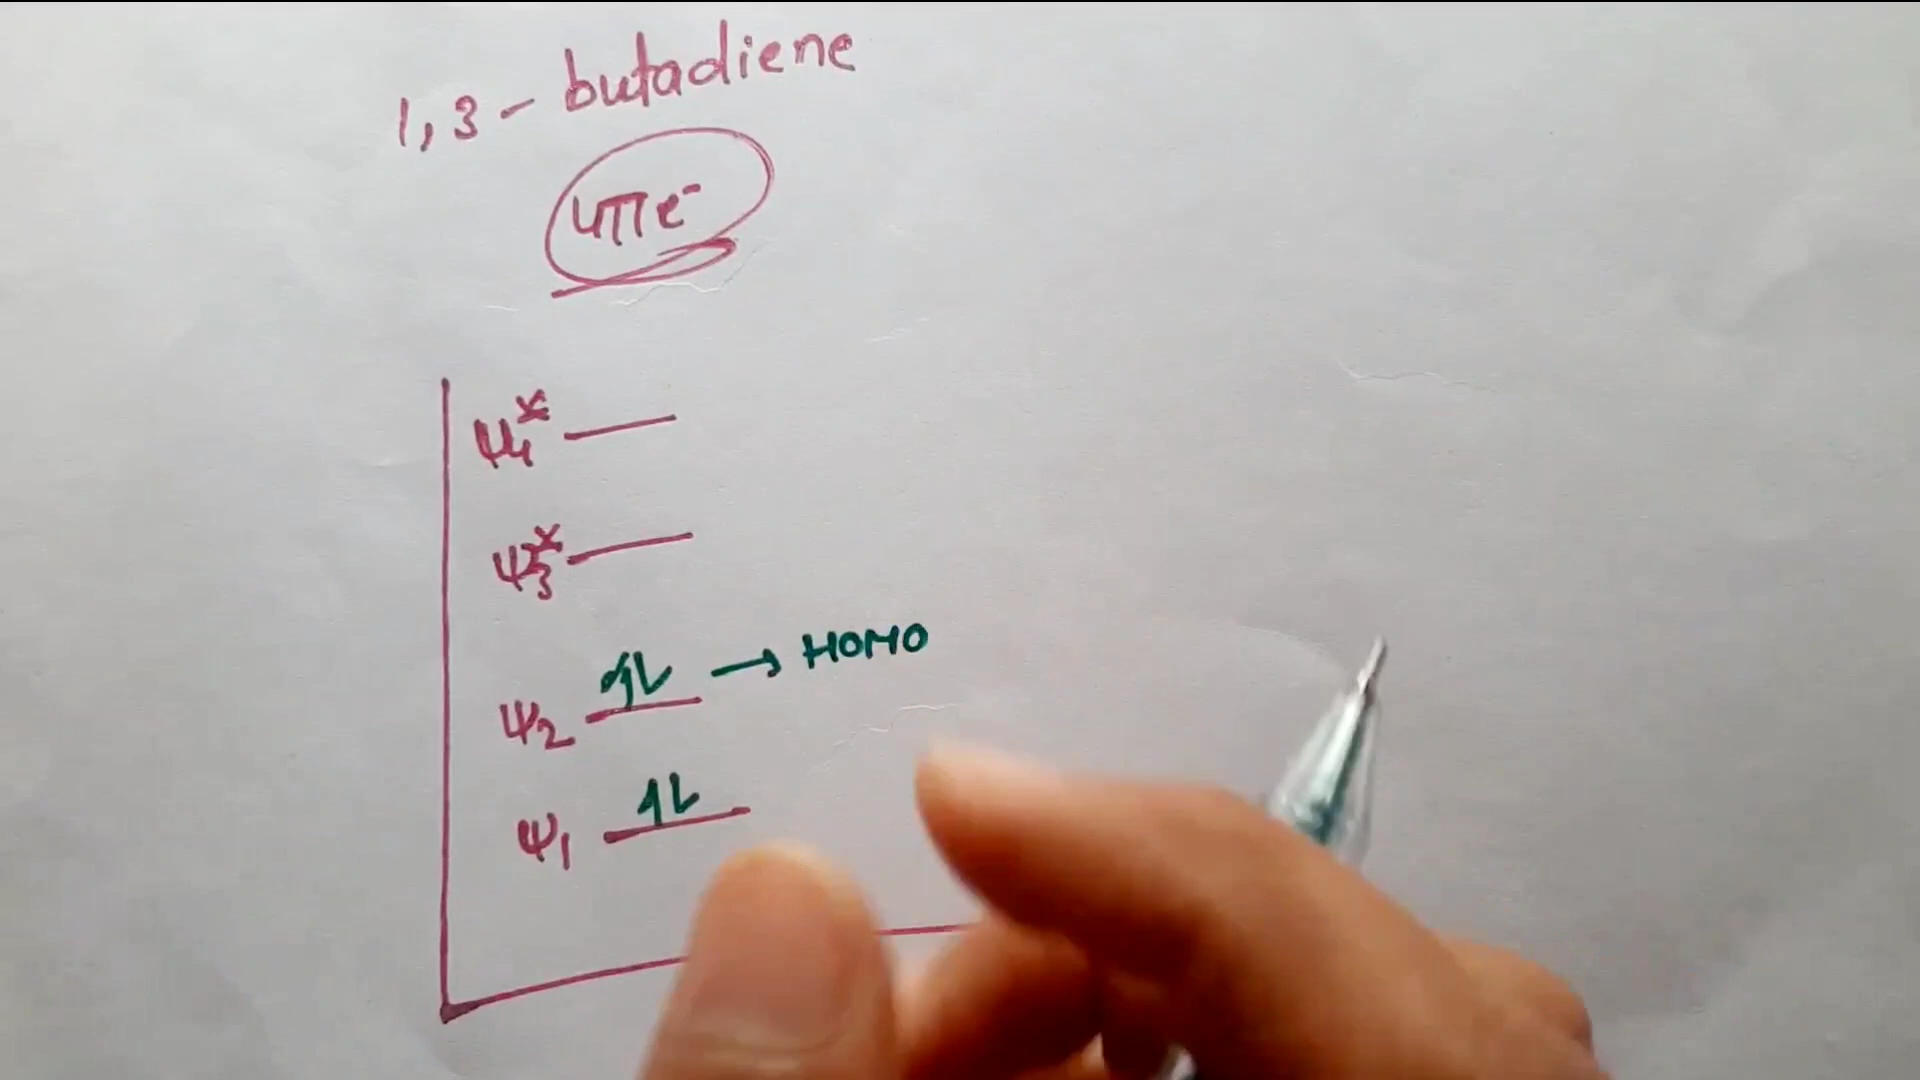 1,3-butadiene
4πe⁻
ψ₄* 
ψ₃* 
ψ₂ ↿⇂ → HOMO
ψ₁ ↿⇂